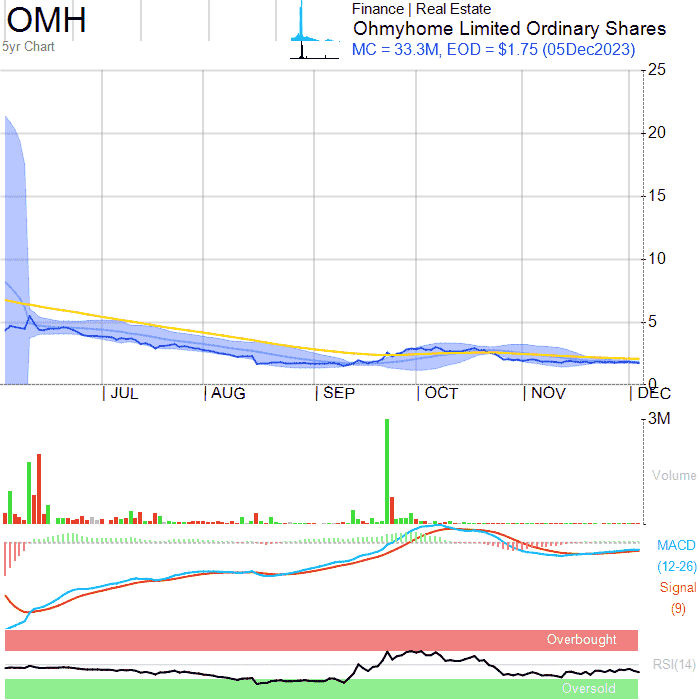 OMH
5yr Chart
Finance | Real Estate
Ohmyhome Limited Ordinary Shares
MC = 33.3M, EOD = $1.75 (05Dec2023)
25
20
15
10
5
0
| JUL | AUG | SEP | OCT | NOV | DEC
3M
Volume
MACD
(12-26)
Signal
(9)
Overbought
RSI(14)
Oversold